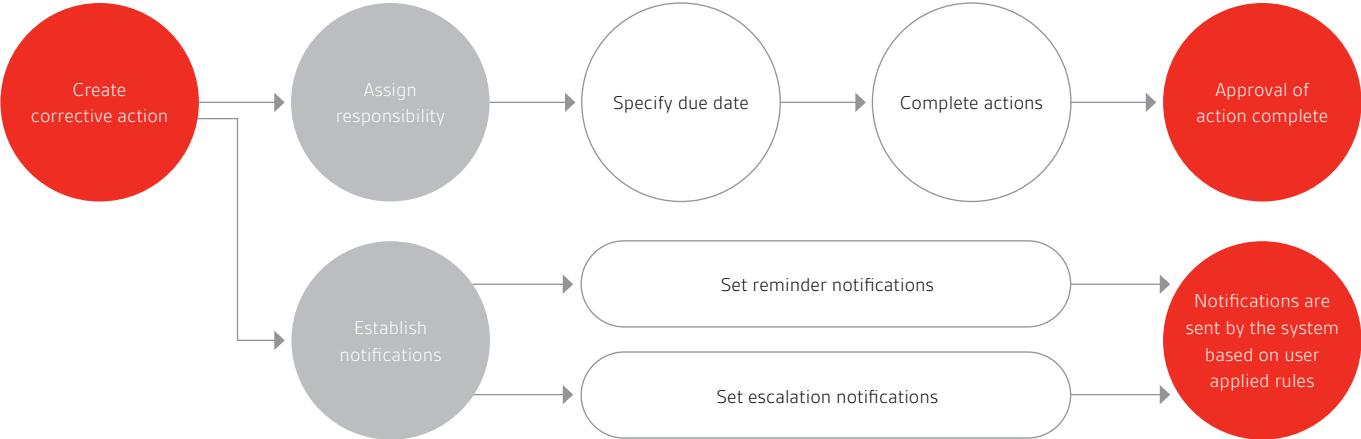 Create
corrective action
Assign
responsibility
Specify due date
Complete actions
Approval of
action complete
Establish
notifications
Set reminder notifications
Set escalation notifications
Notifications are
sent by the system
based on user
applied rules